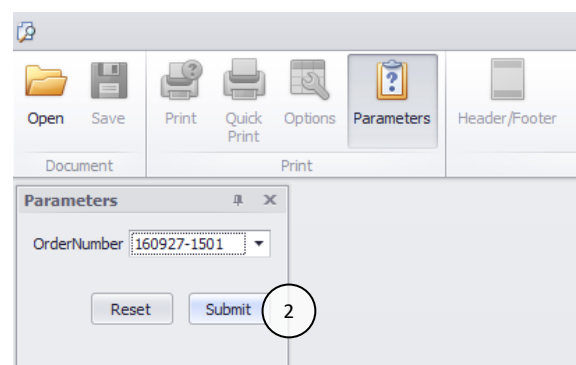 Open Save Print Quick Print Options Parameters Header/Footer
Document Print
Parameters
OrderNumber 160927-1501
Reset Submit 2